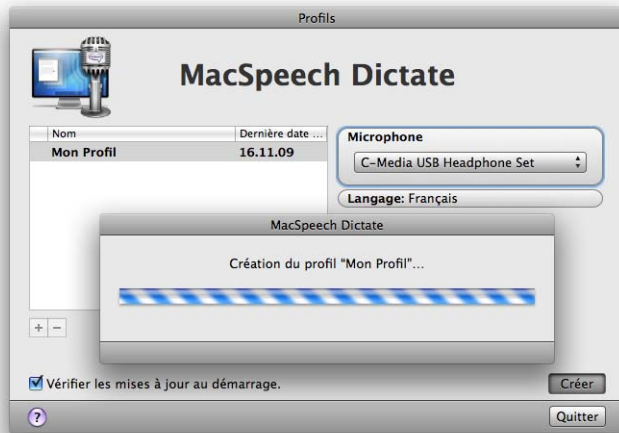 Profils
MacSpeech Dictate
Nom Dernière date ...
Mon Profil 16.11.09
Microphone
C-Media USB Headphone Set
Langage: Français
MacSpeech Dictate
Création du profil “Mon Profil”...
+ −
Vérifier les mises à jour au démarrage.
Créer
?
Quitter